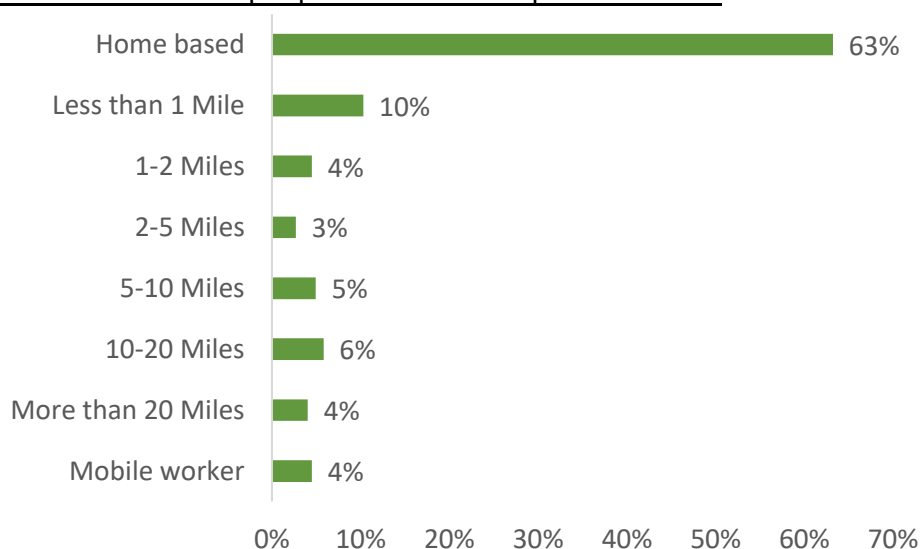 Home based 63%
Less than 1 Mile 10%
1-2 Miles 4%
2-5 Miles 3%
5-10 Miles 5%
10-20 Miles 6%
More than 20 Miles 4%
Mobile worker 4%
0% 10% 20% 30% 40% 50% 60% 70%